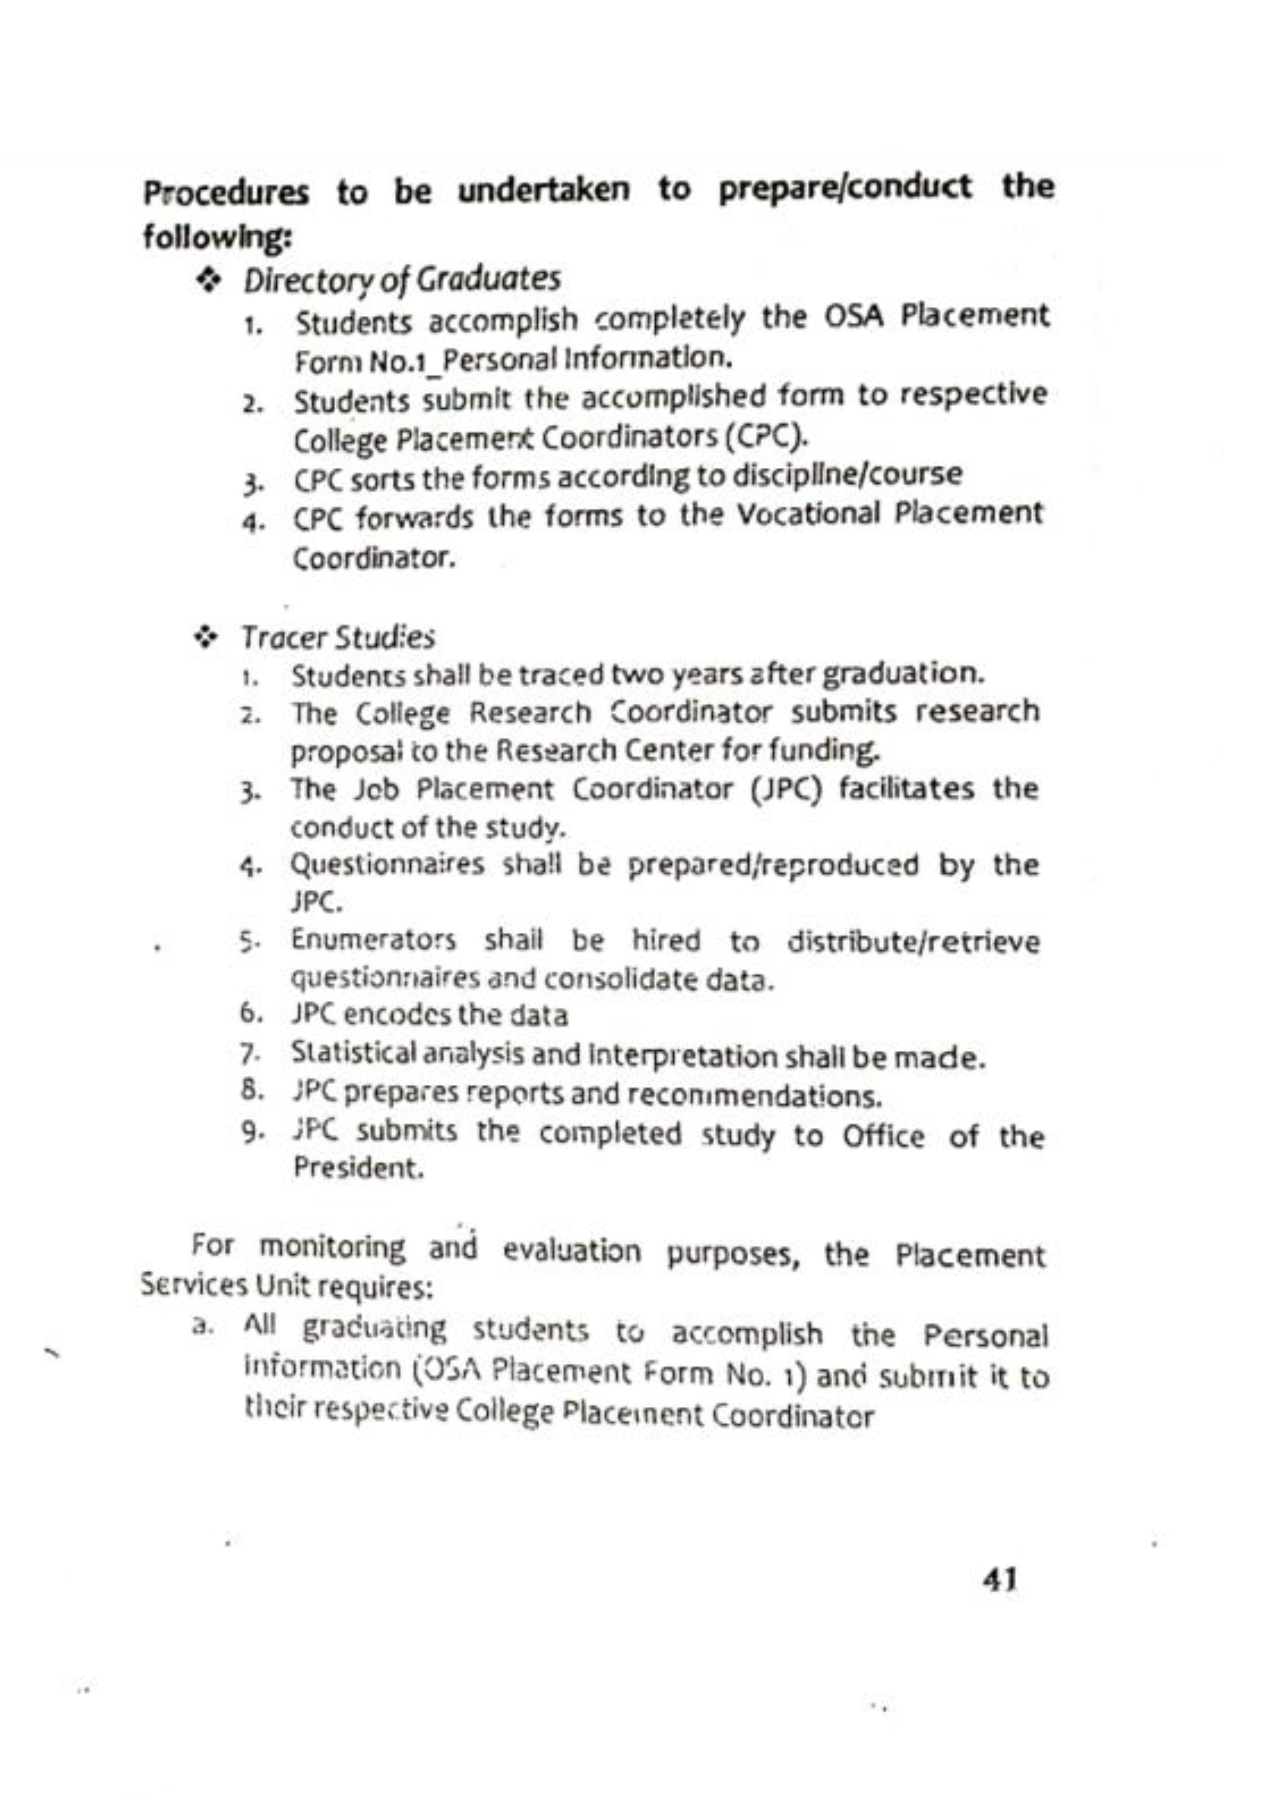 Procedures to be undertaken to prepare/conduct the
following:
❖ Directory of Graduates
1. Students accomplish completely the OSA Placement
Form No.1_Personal Information.
2. Students submit the accomplished form to respective
College Placement Coordinators (CPC).
3. CPC sorts the forms according to discipline/course
4. CPC forwards the forms to the Vocational Placement
Coordinator.
❖ Tracer Studies
1. Students shall be traced two years after graduation.
2. The College Research Coordinator submits research
proposal to the Research Center for funding.
3. The Job Placement Coordinator (JPC) facilitates the
conduct of the study.
4. Questionnaires shall be prepared/reproduced by the
JPC.
5. Enumerators shall be hired to distribute/retrieve
questionnaires and consolidate data.
6. JPC encodes the data
7. Statistical analysis and interpretation shall be made.
8. JPC prepares reports and recommendations.
9. JPC submits the completed study to Office of the
President.
For monitoring and evaluation purposes, the Placement
Services Unit requires:
a. All graduating students to accomplish the Personal
Information (OSA Placement Form No. 1) and submit it to
their respective College Placement Coordinator
41